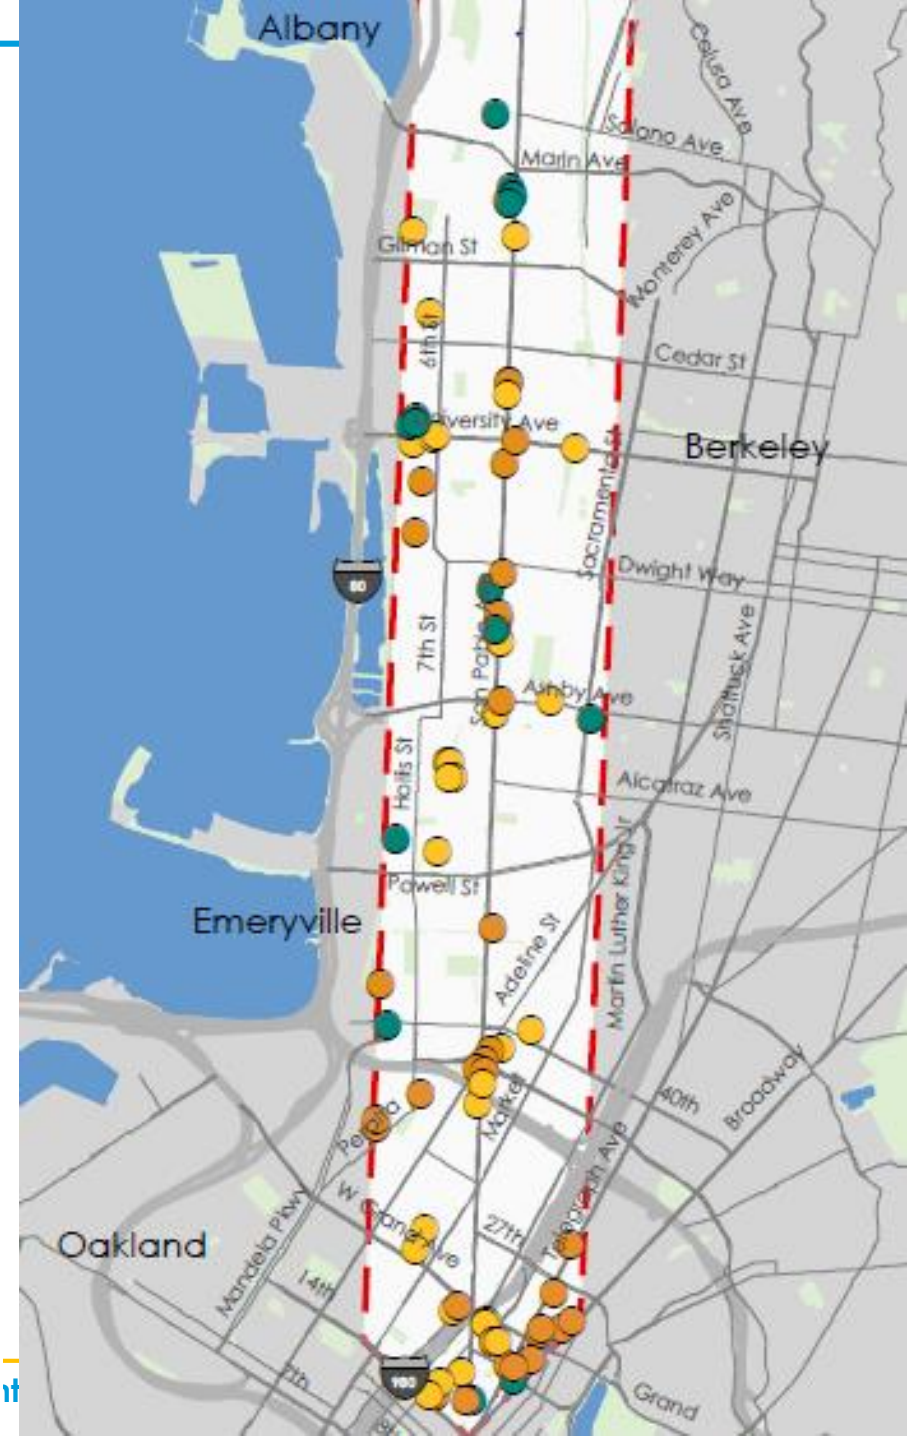 Albany
Colusa Ave
Solano Ave
Marin Ave
Monterey Ave
Gilman St
6th St
Cedar St
iversity Ave
Berkeley
Sacramento St
Dwight Way
80
7th St
San Pablo
Shattuck Ave
Ashby Ave
Hollis St
Alcatraz Ave
Martin Luther King Jr
Powell St
Emeryville
Adeline St
Market
40th
Broadway
Peralta
Telegraph Ave
W Grand Ave
27th
Oakland
Mandela Pkwy
14th
7th
980
nt
Grand